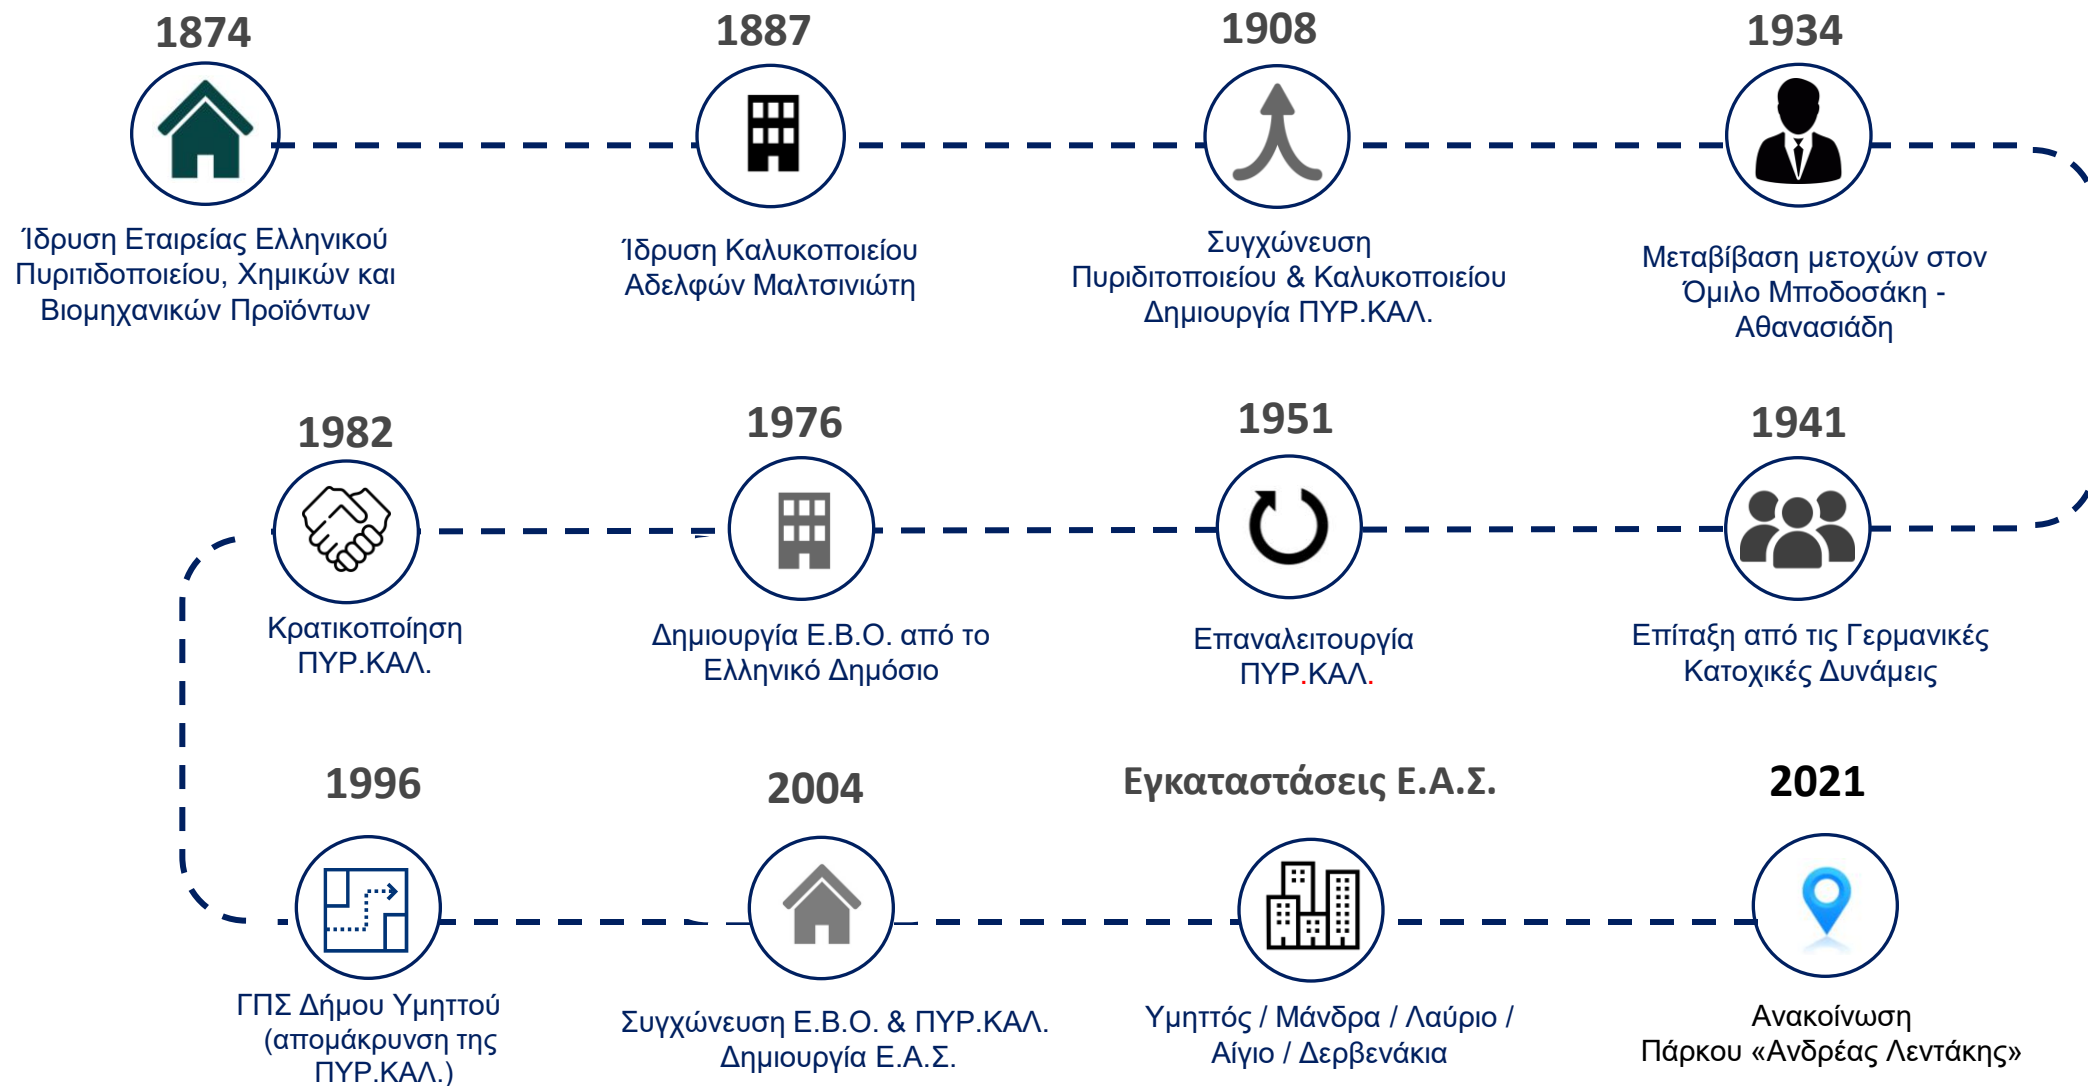 1874
Ίδρυση Εταιρείας Ελληνικού
Πυριτιδοποιείου, Χημικών και
Βιομηχανικών Προϊόντων
1887
Ίδρυση Καλυκοποιείου
Αδελφών Μαλτσινιώτη
1908
Συγχώνευση
Πυριδιτοποιείου & Καλυκοποιείου
Δημιουργία ΠΥΡ.ΚΑΛ.
1934
Μεταβίβαση μετοχών στον
Όμιλο Μποδοσάκη -
Αθανασιάδη
1941
Επίταξη από τις Γερμανικές
Κατοχικές Δυνάμεις
1951
Επαναλειτουργία
ΠΥΡ.ΚΑΛ.
1976
Δημιουργία Ε.Β.Ο. από το
Ελληνικό Δημόσιο
1982
Κρατικοποίηση
ΠΥΡ.ΚΑΛ.
1996
ΓΠΣ Δήμου Υμηττού
(απομάκρυνση της
ΠΥΡ.ΚΑΛ.)
2004
Συγχώνευση Ε.Β.Ο. & ΠΥΡ.ΚΑΛ.
Δημιουργία Ε.Α.Σ.
Εγκαταστάσεις Ε.Α.Σ.
Υμηττός / Μάνδρα / Λαύριο /
Αίγιο / Δερβενάκια
2021
Ανακοίνωση
Πάρκου «Ανδρέας Λεντάκης»